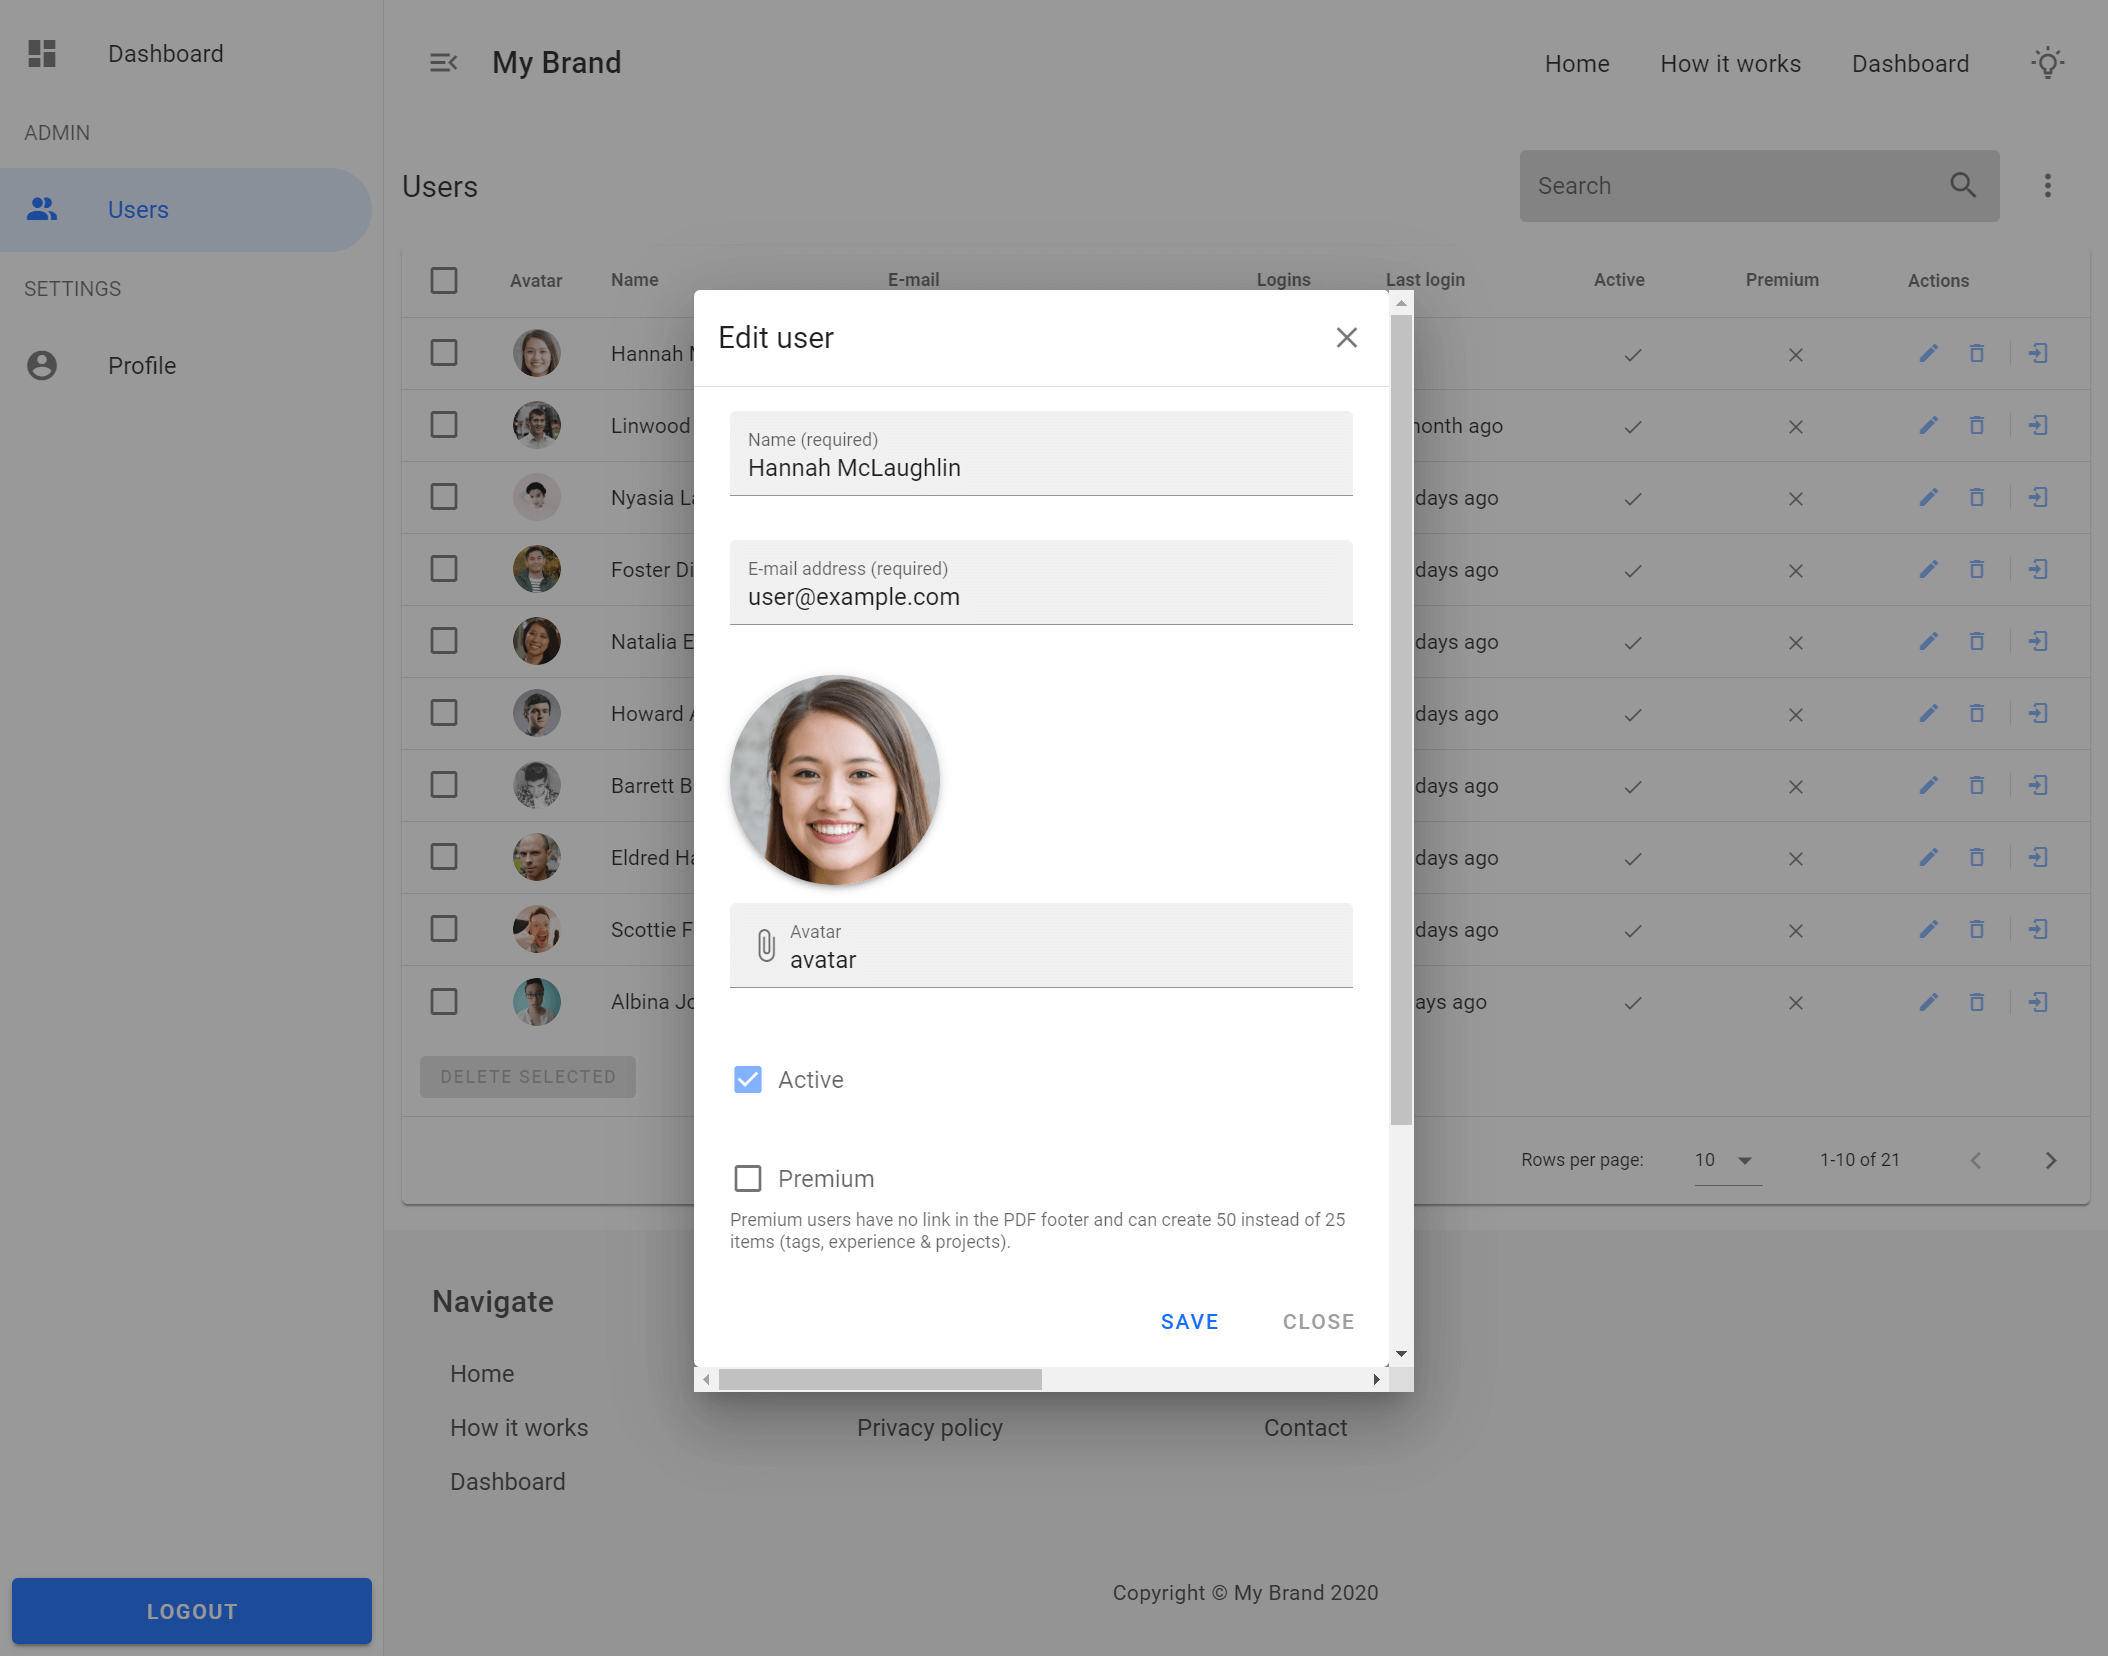 Dashboard
ADMIN
Users
SETTINGS
Profile
LOGOUT
My Brand
Home How it works Dashboard
Users
Search
Avatar Name E-mail Logins Last login Active Premium Actions
Hannah
Linwood month ago
Nyasia days ago
Foster days ago
Natalia days ago
Howard days ago
Barrett days ago
Eldred days ago
Scottie days ago
Albina days ago
DELETE SELECTED
Rows per page: 10 1-10 of 21
Edit user
Name (required)
Hannah McLaughlin
E-mail address (required)
user@example.com
Avatar
avatar
Active
Premium
Premium users have no link in the PDF footer and can create 50 instead of 25
items (tags, experience & projects).
SAVE CLOSE
Navigate
Home
How it works Privacy policy Contact
Dashboard
Copyright © My Brand 2020